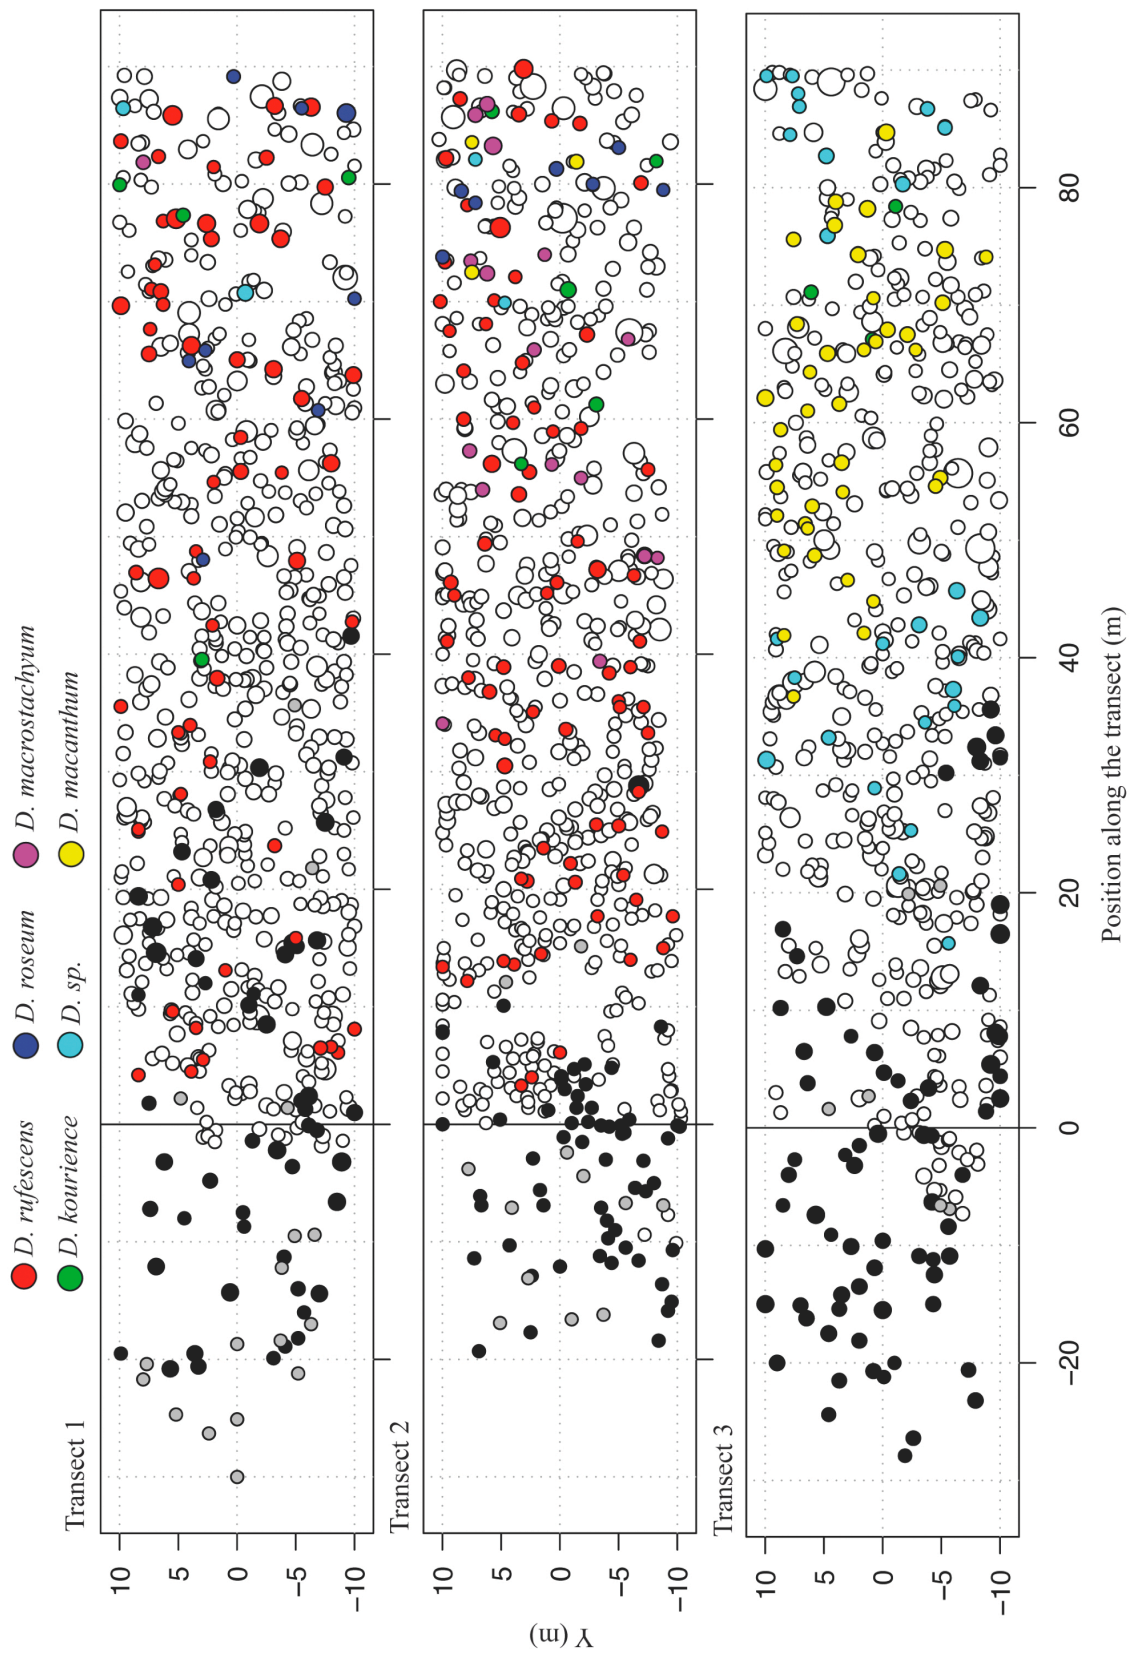 D. rufescens D. roseum D. macrostachyum
D. kourience D. sp. D. macanthum
Transect 1
10 5 0 −5 −10
Transect 2
10 5 0 −5 −10
Transect 3
10 5 0 −5 −10
Y (m)
−20 0 20 40 60 80
Position along the transect (m)